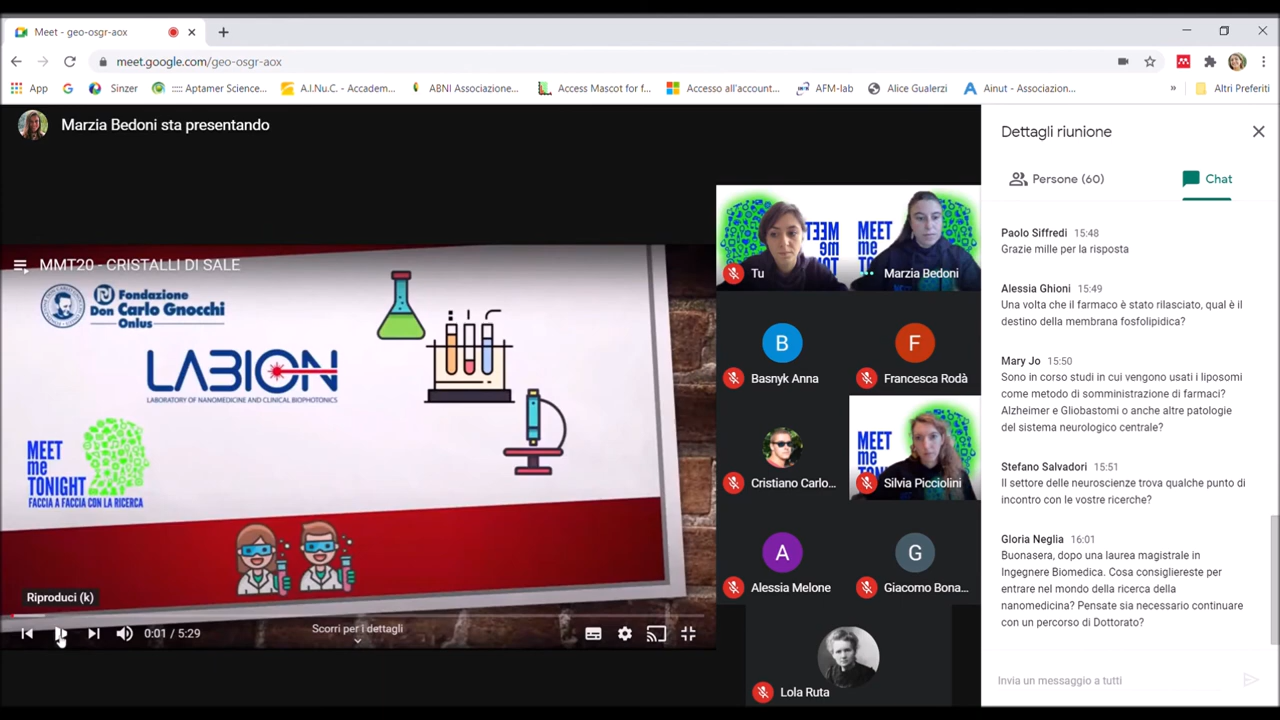 Meet - geo-osgr-aox
meet.google.com/geo-osgr-aox
App
Sinzer
:::: Aptamer Science...
A.I.Nu.C. - Accadem...
ABNI Associazione...
Access Mascot for f...
Accesso all'account...
AFM-lab
Alice Gualerzi
Ainut - Associazion...
»
Altri Preferiti
Marzia Bedoni sta presentando
MMT20 - CRISTALLI DI SALE
Fondazione
Don Carlo Gnocchi
Onlus
LABION
LABORATORY OF NANOMEDICINE AND CLINICAL BIOPHOTONICS
MEET
me
TONIGHT
FACCIA A FACCIA CON LA RICERCA
Riproduci (k)
0:01 / 5:29
Scorri per i dettagli
MEET
me
TONIGHT
Tu
MEET
me
Marzia Bedoni
B
Basnyk Anna
F
Francesca Rodà
Cristiano Carlo...
MEET
me
Silvia Picciolini
A
Alessia Melone
G
Giacomo Bona...
Lola Ruta
Dettagli riunione
Persone (60)
Chat
Paolo Siffredi 15:48
Grazie mille per la risposta
Alessia Ghioni 15:49
Una volta che il farmaco è stato rilasciato, qual è il
destino della membrana fosfolipidica?
Mary Jo 15:50
Sono in corso studi in cui vengono usati i liposomi
come metodo di somministrazione di farmaci?
Alzheimer e Gliobastomi o anche altre patologie
del sistema neurologico centrale?
Stefano Salvadori 15:51
Il settore delle neuroscienze trova qualche punto di
incontro con le vostre ricerche?
Gloria Neglia 16:01
Buonasera, dopo una laurea magistrale in
Ingegnere Biomedica. Cosa consigliereste per
entrare nel mondo della ricerca della
nanomedicina? Pensate sia necessario continuare
con un percorso di Dottorato?
Invia un messaggio a tutti